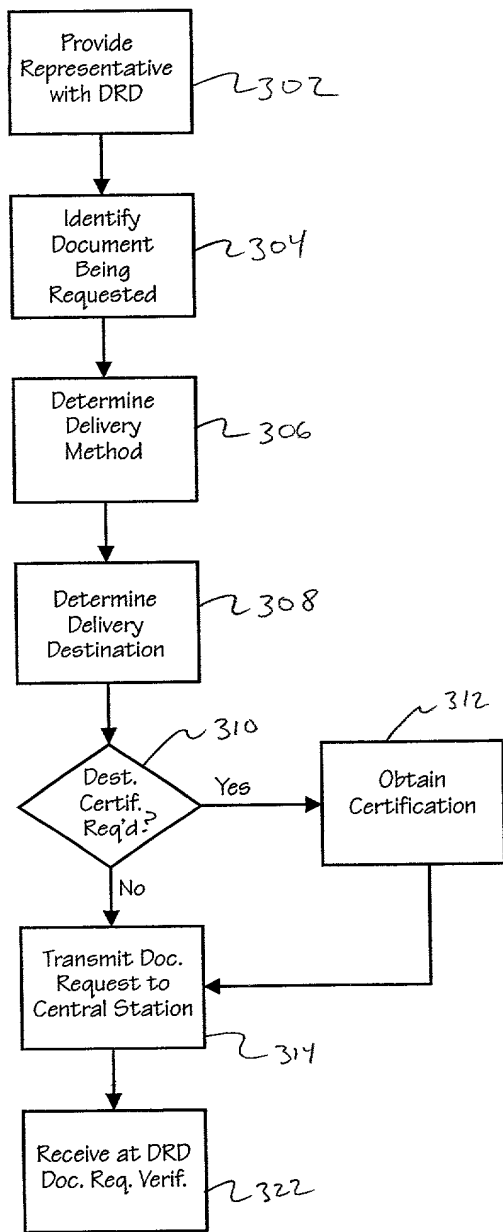 Provide
Representative
with DRD
302
Identify
Document
Being
Requested
304
Determine
Delivery
Method
306
Determine
Delivery
Destination
308
310
Dest.
Certif.
Req'd?
Yes
312
Obtain
Certification
No
Transmit Doc.
Request to
Central Station
314
Receive at DRD
Doc. Req. Verif.
322